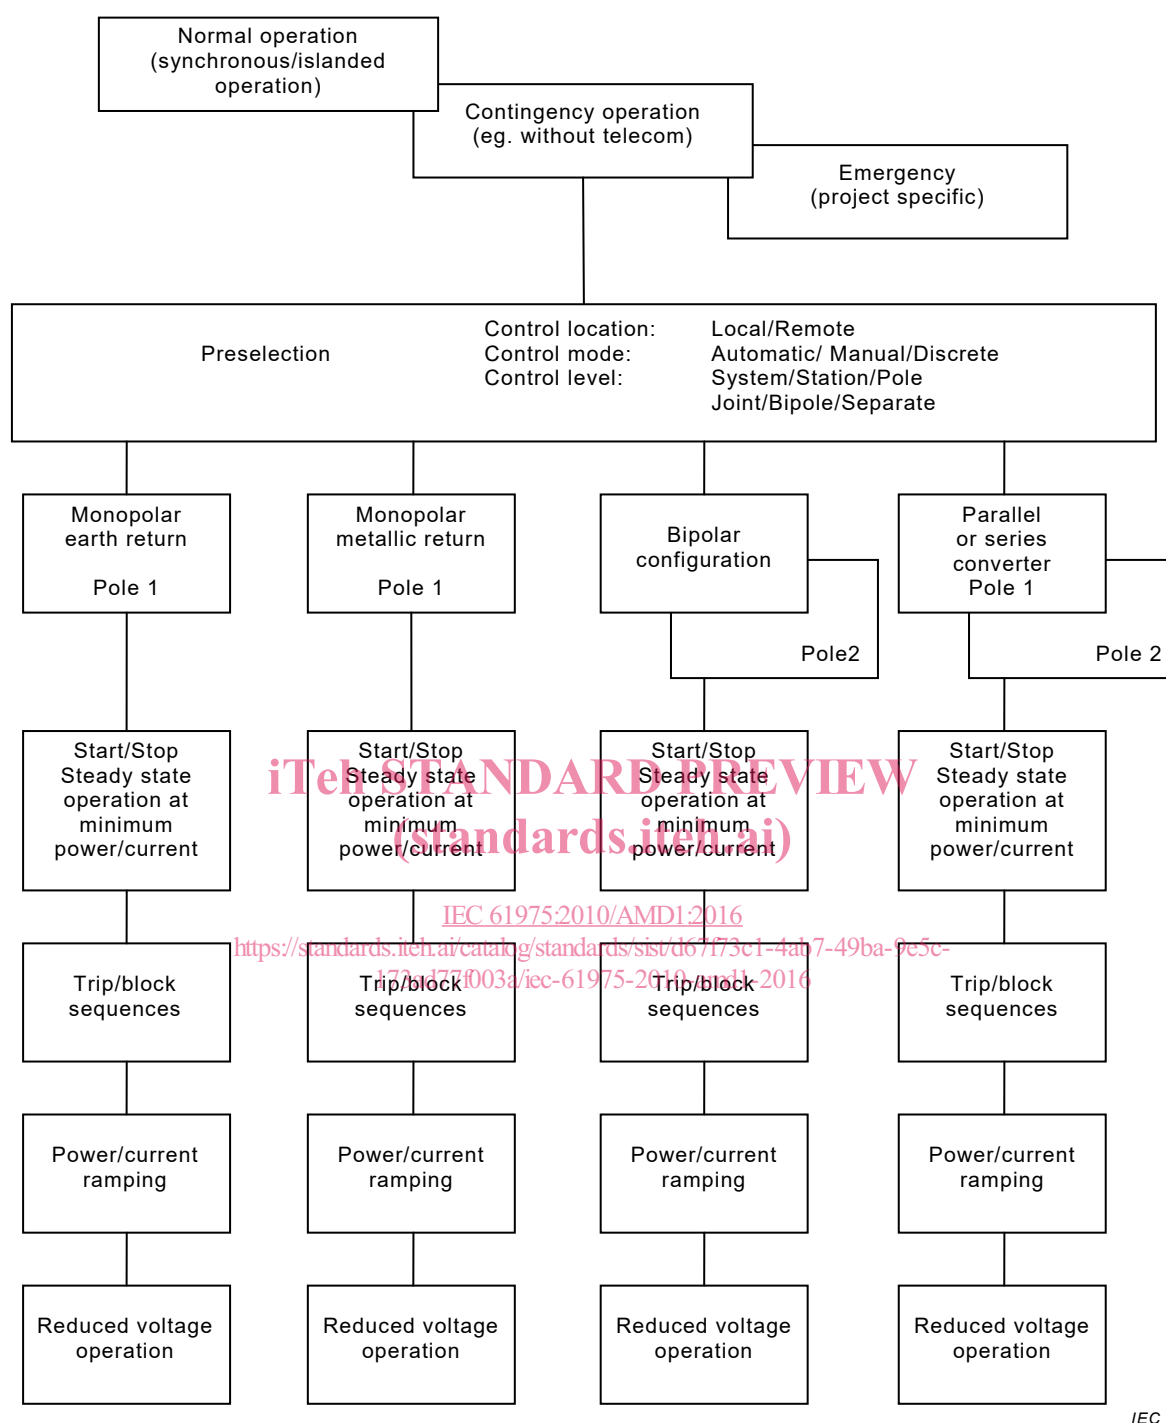 Normal operation
(synchronous/islanded
operation)
Contingency operation
(eg. without telecom)
Emergency
(project specific)
Preselection
Control location: Local/Remote
Control mode: Automatic/ Manual/Discrete
Control level: System/Station/Pole
Joint/Bipole/Separate
Monopolar
earth return
Pole 1
Monopolar
metallic return
Pole 1
Bipolar
configuration
Pole2
Parallel
or series
converter
Pole 1
Pole 2
Start/Stop
Steady state
operation at
minimum
power/current
Start/Stop
Steady state
operation at
minimum
power/current
Start/Stop
Steady state
operation at
minimum
power/current
Start/Stop
Steady state
operation at
minimum
power/current
iTeh STANDARD PREVIEW
(standards.iteh.ai)
IEC 61975:2010/AMD1:2016
https://standards.iteh.ai/catalog/standards/sist/d67f73c1-4ab7-49ba-9e5c-
173ad77f003a/iec-61975-2010-amd1-2016
Trip/block
sequences
Trip/block
sequences
Trip/block
sequences
Trip/block
sequences
Power/current
ramping
Power/current
ramping
Power/current
ramping
Power/current
ramping
Reduced voltage
operation
Reduced voltage
operation
Reduced voltage
operation
Reduced voltage
operation
IEC